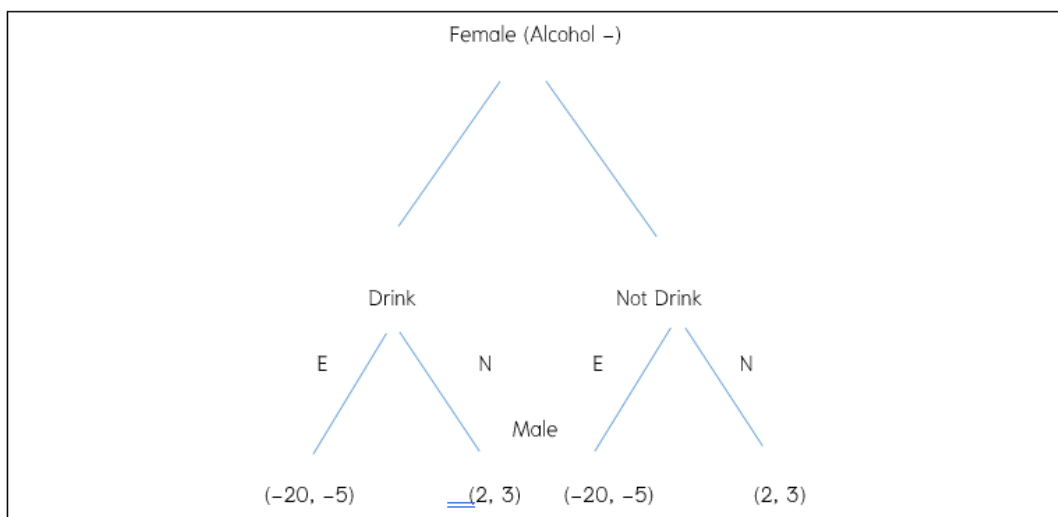 Female (Alcohol –)
Drink Not Drink
E N E N
Male
(–20, –5) (2, 3) (–20, –5) (2, 3)